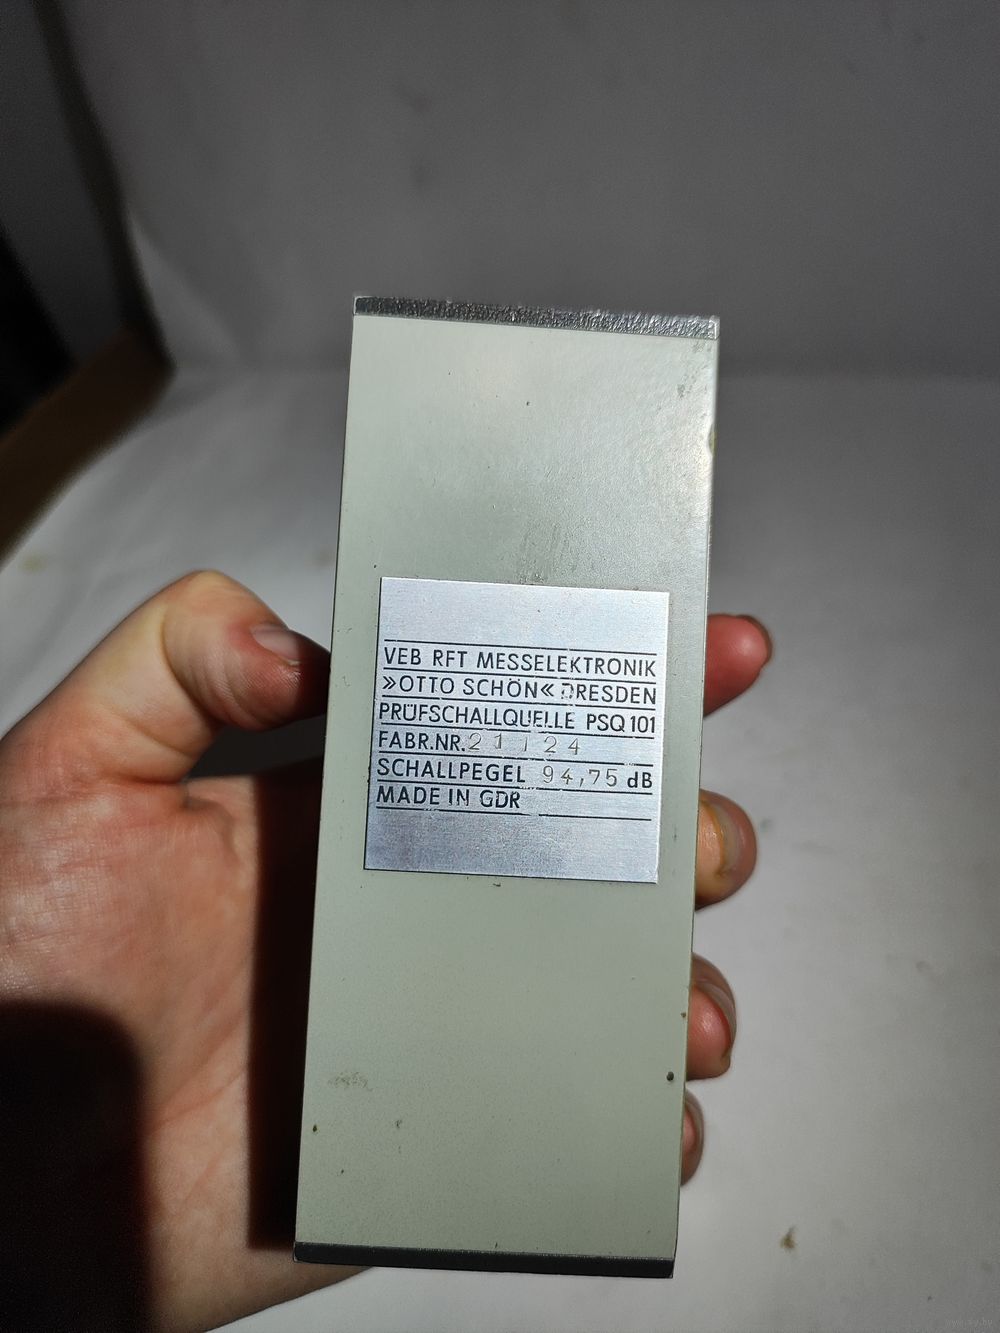 VEB RFT MESSELEKTRONIK
»OTTO SCHÖN« DRESDEN
PRÜFSCHALLQUELLE PSQ 101
FABR.NR. 21124
SCHALLPEGEL 94,75 dB
MADE IN GDR